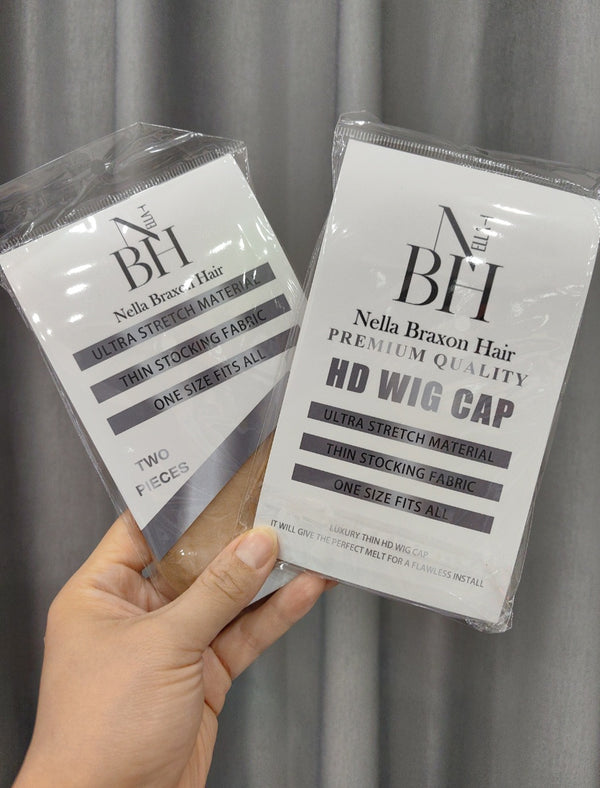 NELLA
BH
Nella Braxon Hair
ULTRA STRETCH MATERIAL
THIN STOCKING FABRIC
ONE SIZE FITS ALL
TWO
PIECES
NELLA
BH
Nella Braxon Hair
PREMIUM QUALITY
HD WIG CAP
ULTRA STRETCH MATERIAL
THIN STOCKING FABRIC
ONE SIZE FITS ALL
LUXURY THIN HD WIG CAP
IT WILL GIVE THE PERFECT MELT FOR A FLAWLESS INSTALL